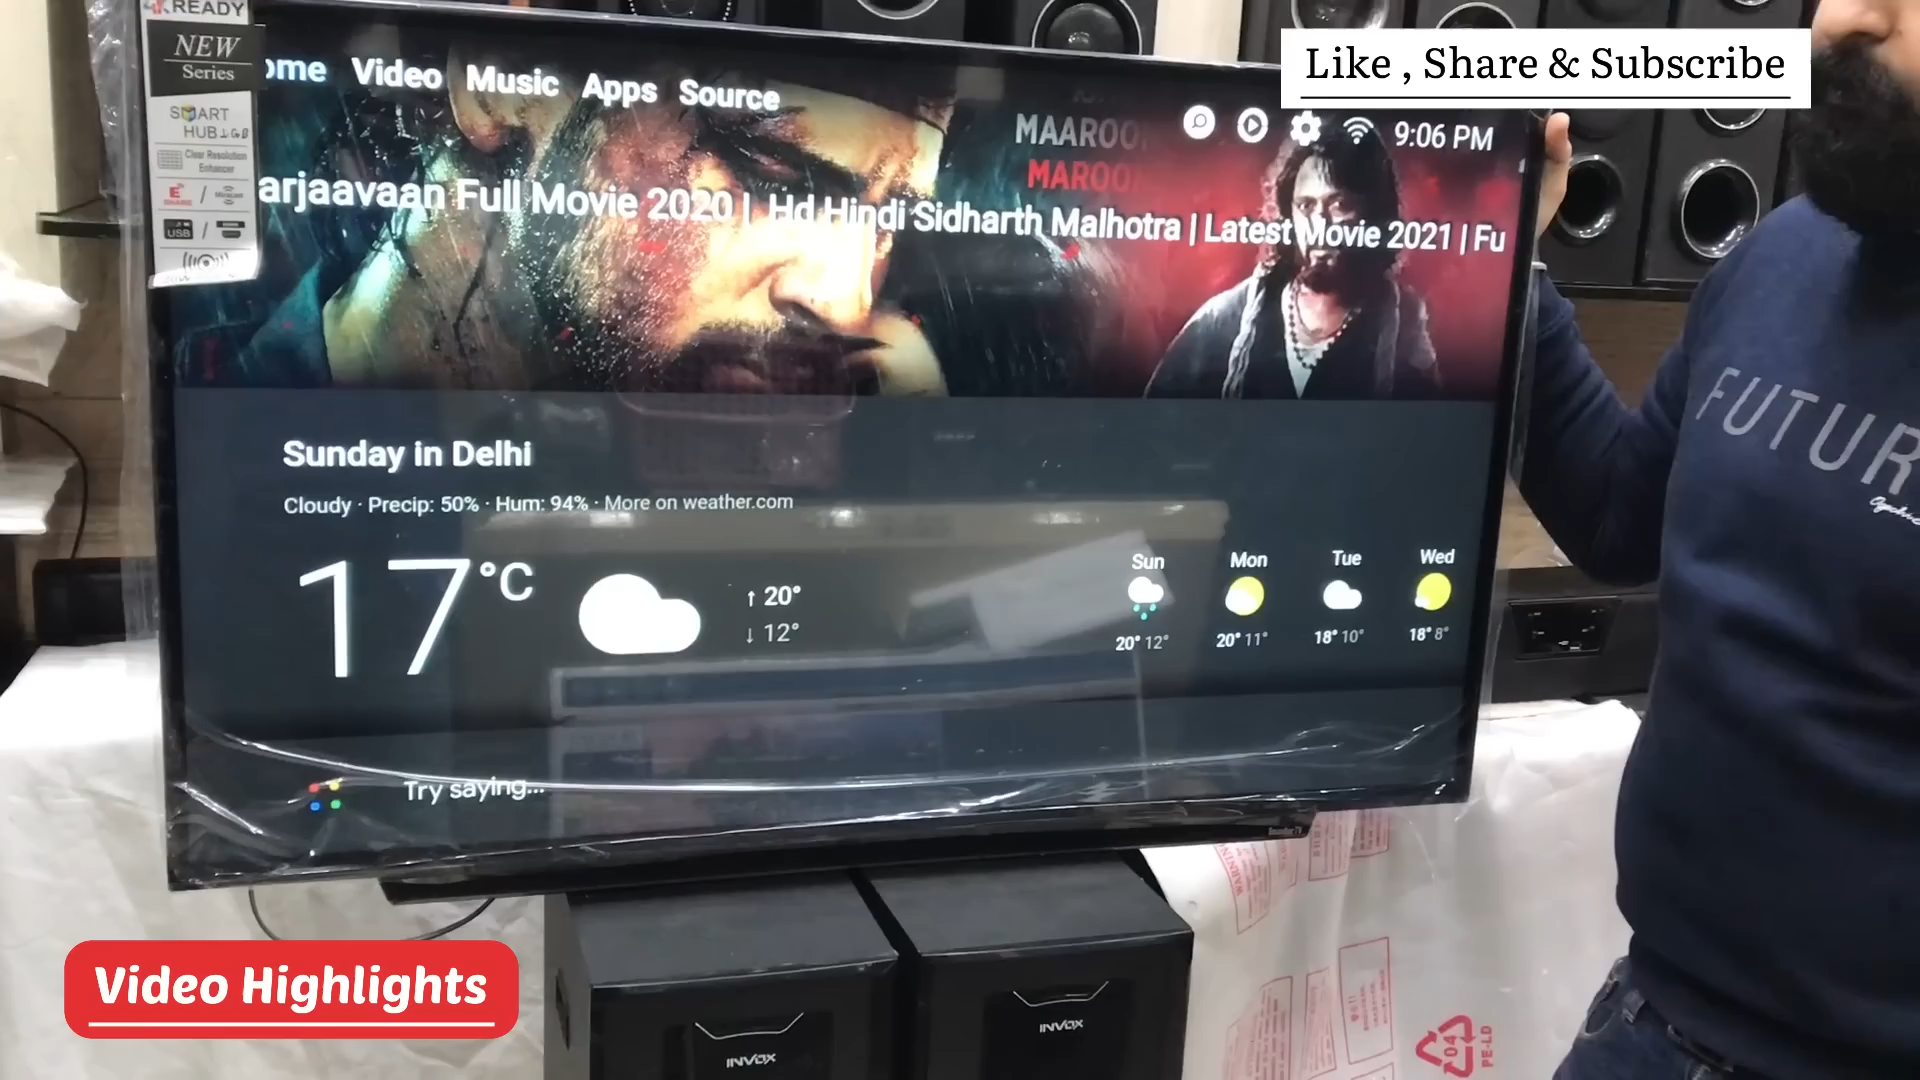 4K READY
NEW
Series
SMART
HUB
Clear Resolution
Enhancer
USB
ome Video Music Apps Source
Like , Share & Subscribe
MAAROO
MAROO
9:06 PM
arjaavaan Full Movie 2020 | Hd Hindi Sidharth Malhotra | Latest Movie 2021 | Fu
FUTUR
Sunday in Delhi
Cloudy · Precip: 50% · Hum: 94% · More on weather.com
17°C
↑ 20°
↓ 12°
Sun Mon Tue Wed
20° 12° 20° 11° 18° 10° 18° 8°
Try saying...
Video Highlights
INVOX
INVOX
WARNING
04
PE-LD